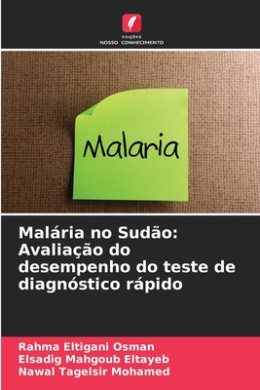 edições
NOSSO CONHECIMENTO
Malaria
Malária no Sudão:
Avaliação do
desempenho do teste de
diagnóstico rápido
Rahma Eltigani Osman
Elsadig Mahgoub Eltayeb
Nawal Tagelsir Mohamed